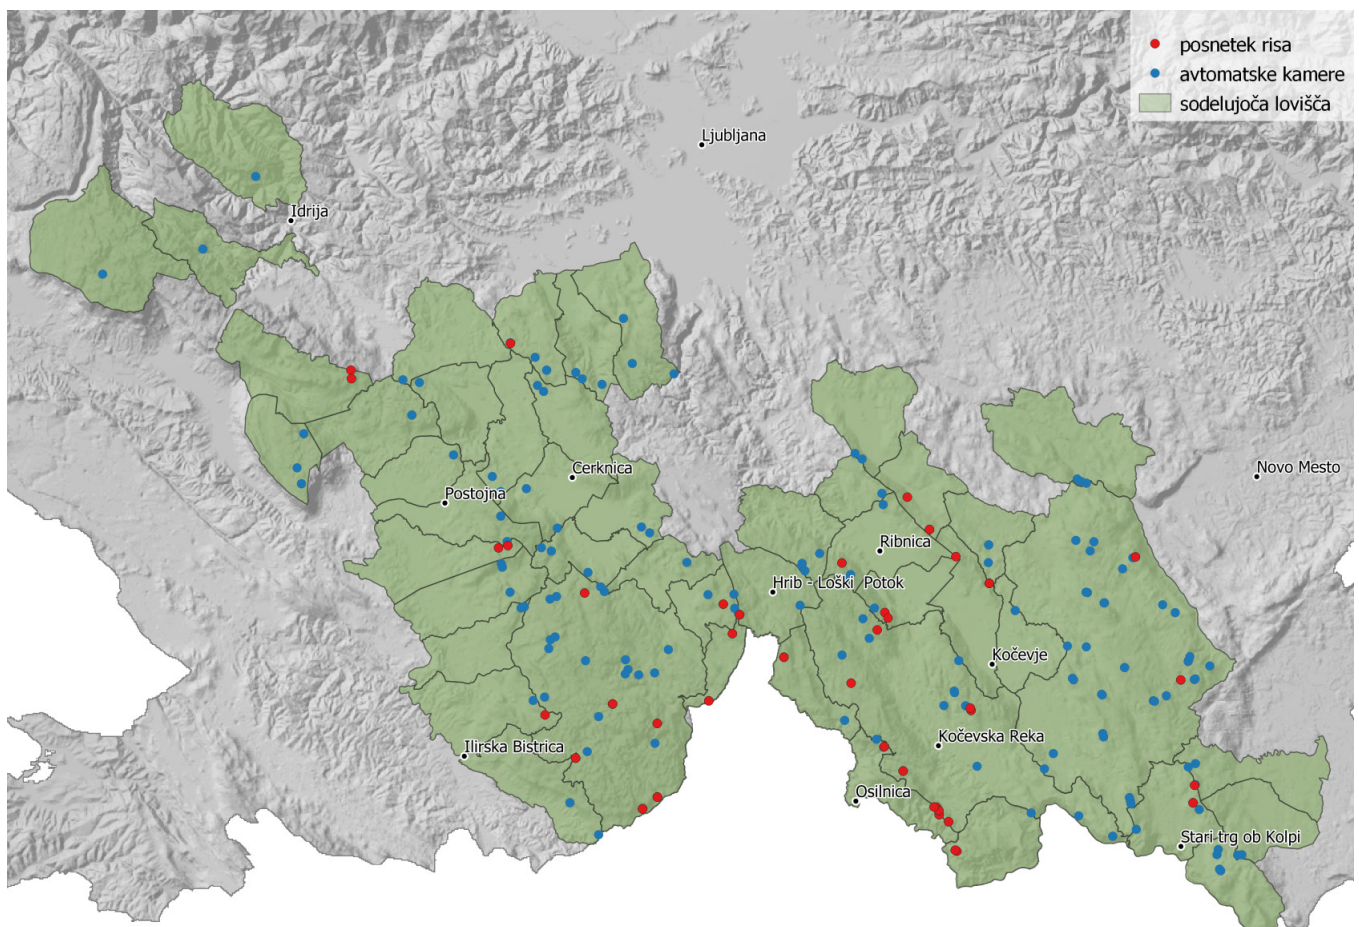 posnetek risa
avtomatske kamere
sodelujoča lovišča
Ljubljana
Idrija
Cerknica
Novo Mesto
Postojna
Ribnica
Hrib - Loški Potok
Kočevje
Ilirska Bistrica
Kočevska Reka
Osilnica
Stari trg ob Kolpi